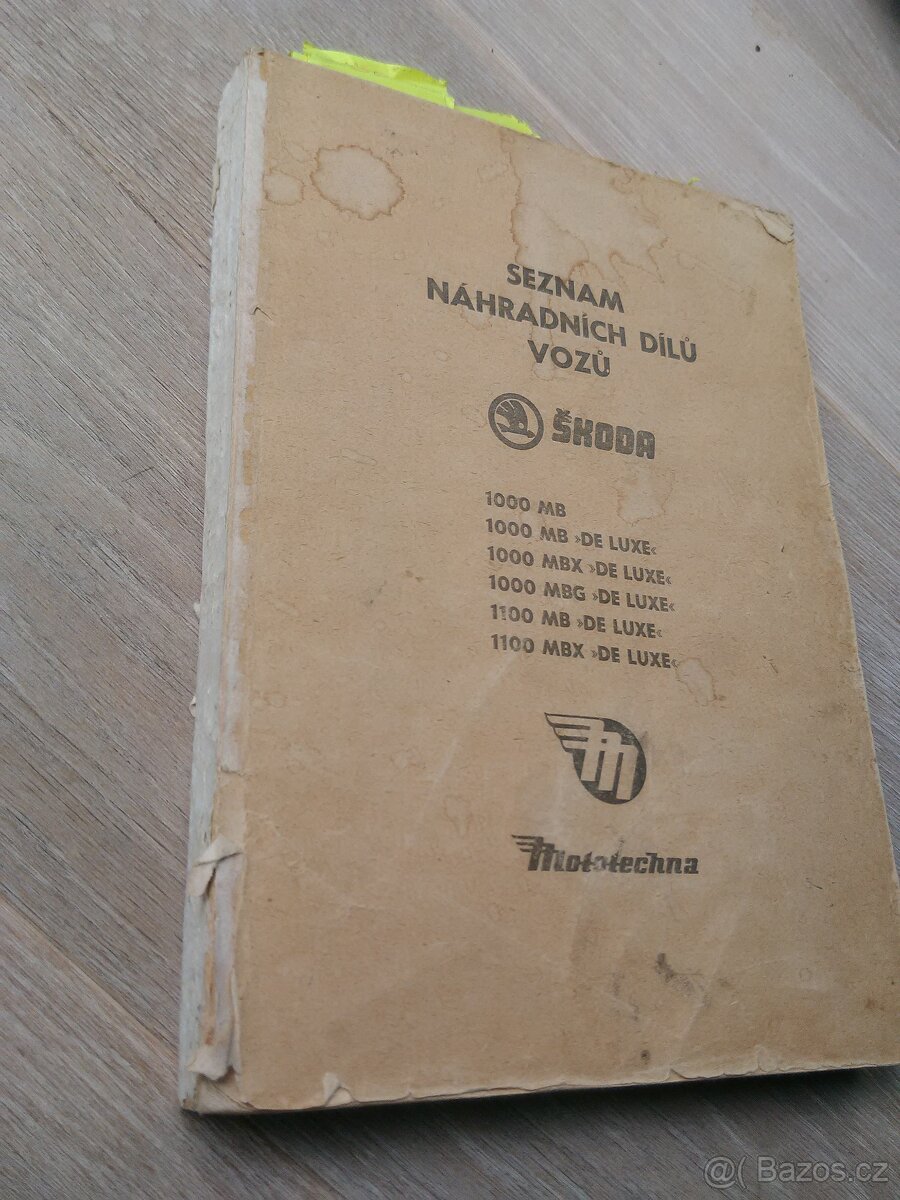 SEZNAM
NÁHRADNÍCH DÍLŮ
VOZŮ
ŠKODA
1000 MB
1000 MB »DE LUXE«
1000 MBX »DE LUXE«
1000 MBG »DE LUXE«
1100 MB »DE LUXE«
1100 MBX »DE LUXE«
M
Mototechna
@( Bazos.cz